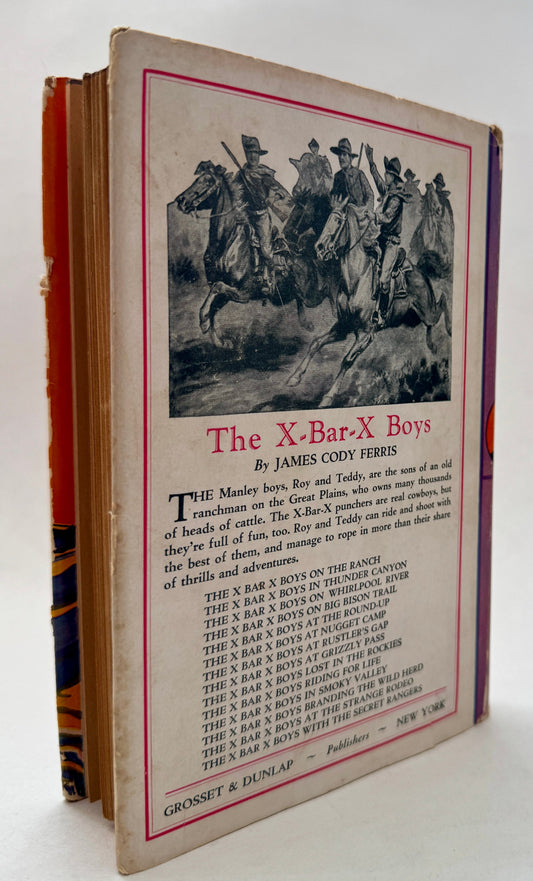 The X-Bar-X Boys
By JAMES CODY FERRIS
THE Manley boys, Roy and Teddy, are the sons of an old
ranchman on the Great Plains, who owns many thousands
of heads of cattle. The X-Bar-X punchers are real cowboys, but
they're full of fun, too. Roy and Teddy can ride and shoot with
the best of them, and manage to rope in more than their share
of thrills and adventures.
THE X BAR X BOYS ON THE RANCH
THE X BAR X BOYS IN THUNDER CANYON
THE X BAR X BOYS ON WHIRLPOOL RIVER
THE X BAR X BOYS ON BIG BISON TRAIL
THE X BAR X BOYS AT THE ROUND-UP
THE X BAR X BOYS AT NUGGET CAMP
THE X BAR X BOYS AT RUSTLER'S GAP
THE X BAR X BOYS AT GRIZZLY PASS
THE X BAR X BOYS LOST IN THE ROCKIES
THE X BAR X BOYS RIDING FOR LIFE
THE X BAR X BOYS IN SMOKY VALLEY
THE X BAR X BOYS BRANDING THE WILD HERD
THE X BAR X BOYS AT THE STRANGE RODEO
THE X BAR X BOYS WITH THE SECRET RANGERS
GROSSET & DUNLAP ~ Publishers ~ NEW YORK